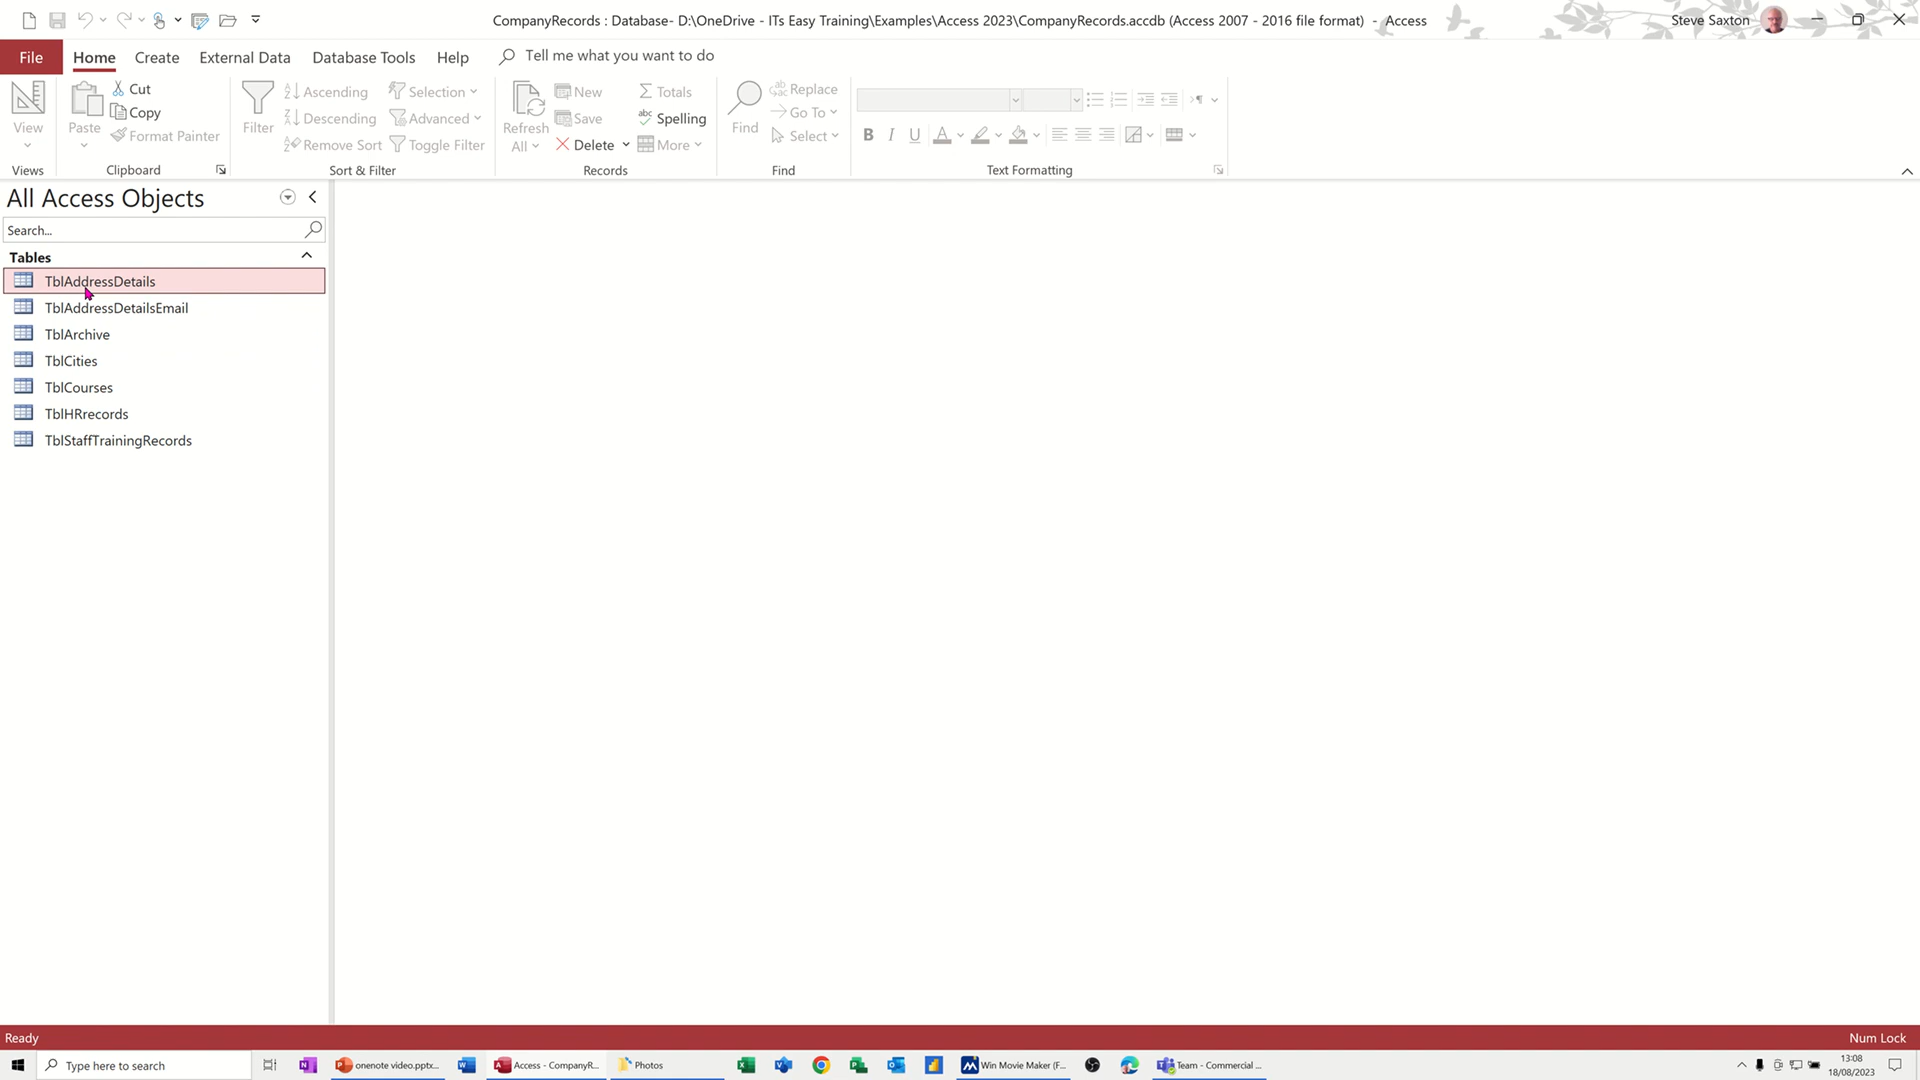 CompanyRecords : Database- D:\OneDrive - ITs Easy Training\Examples\Access 2023\CompanyRecords.accdb (Access 2007 - 2016 file format) - Access
Steve Saxton
File Home Create External Data Database Tools Help Tell me what you want to do
View
Views
Paste
Cut
Copy
Format Painter
Clipboard
Filter
Ascending
Descending
Remove Sort
Selection
Advanced
Toggle Filter
Sort & Filter
Refresh
All
New
Save
Delete
Totals
Spelling
More
Records
Find
Replace
Go To
Select
Find
B I U A
Text Formatting
All Access Objects
Search...
Tables
TblAddressDetails
TblAddressDetailsEmail
TblArchive
TblCities
TblCourses
TblHRrecords
TblStaffTrainingRecords
Ready
Num Lock
Type here to search
onenote video.pptx...
Access - CompanyR...
Photos
Win Movie Maker (F...
Team - Commercial ...
13:08
18/08/2023